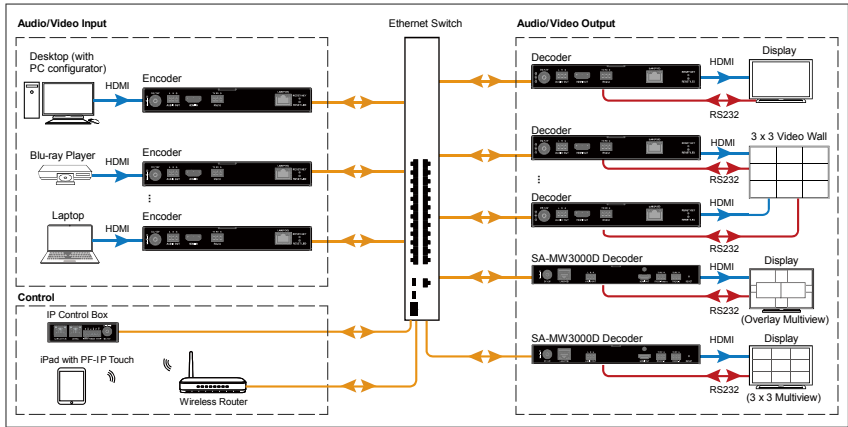 Audio/Video Input
Ethernet Switch
Audio/Video Output
Desktop (with
PC configurator)
HDMI
Encoder
Blu-ray Player
HDMI
Encoder
...
Laptop
HDMI
Encoder
Control
IP Control Box
iPad with PF-IP Touch
Wireless Router
Decoder
HDMI
Display
RS232
Decoder
HDMI
3 x 3 Video Wall
RS232
...
Decoder
HDMI
RS232
SA-MW3000D Decoder
HDMI
Display
RS232
(Overlay Multiview)
SA-MW3000D Decoder
HDMI
Display
RS232
(3 x 3 Multiview)